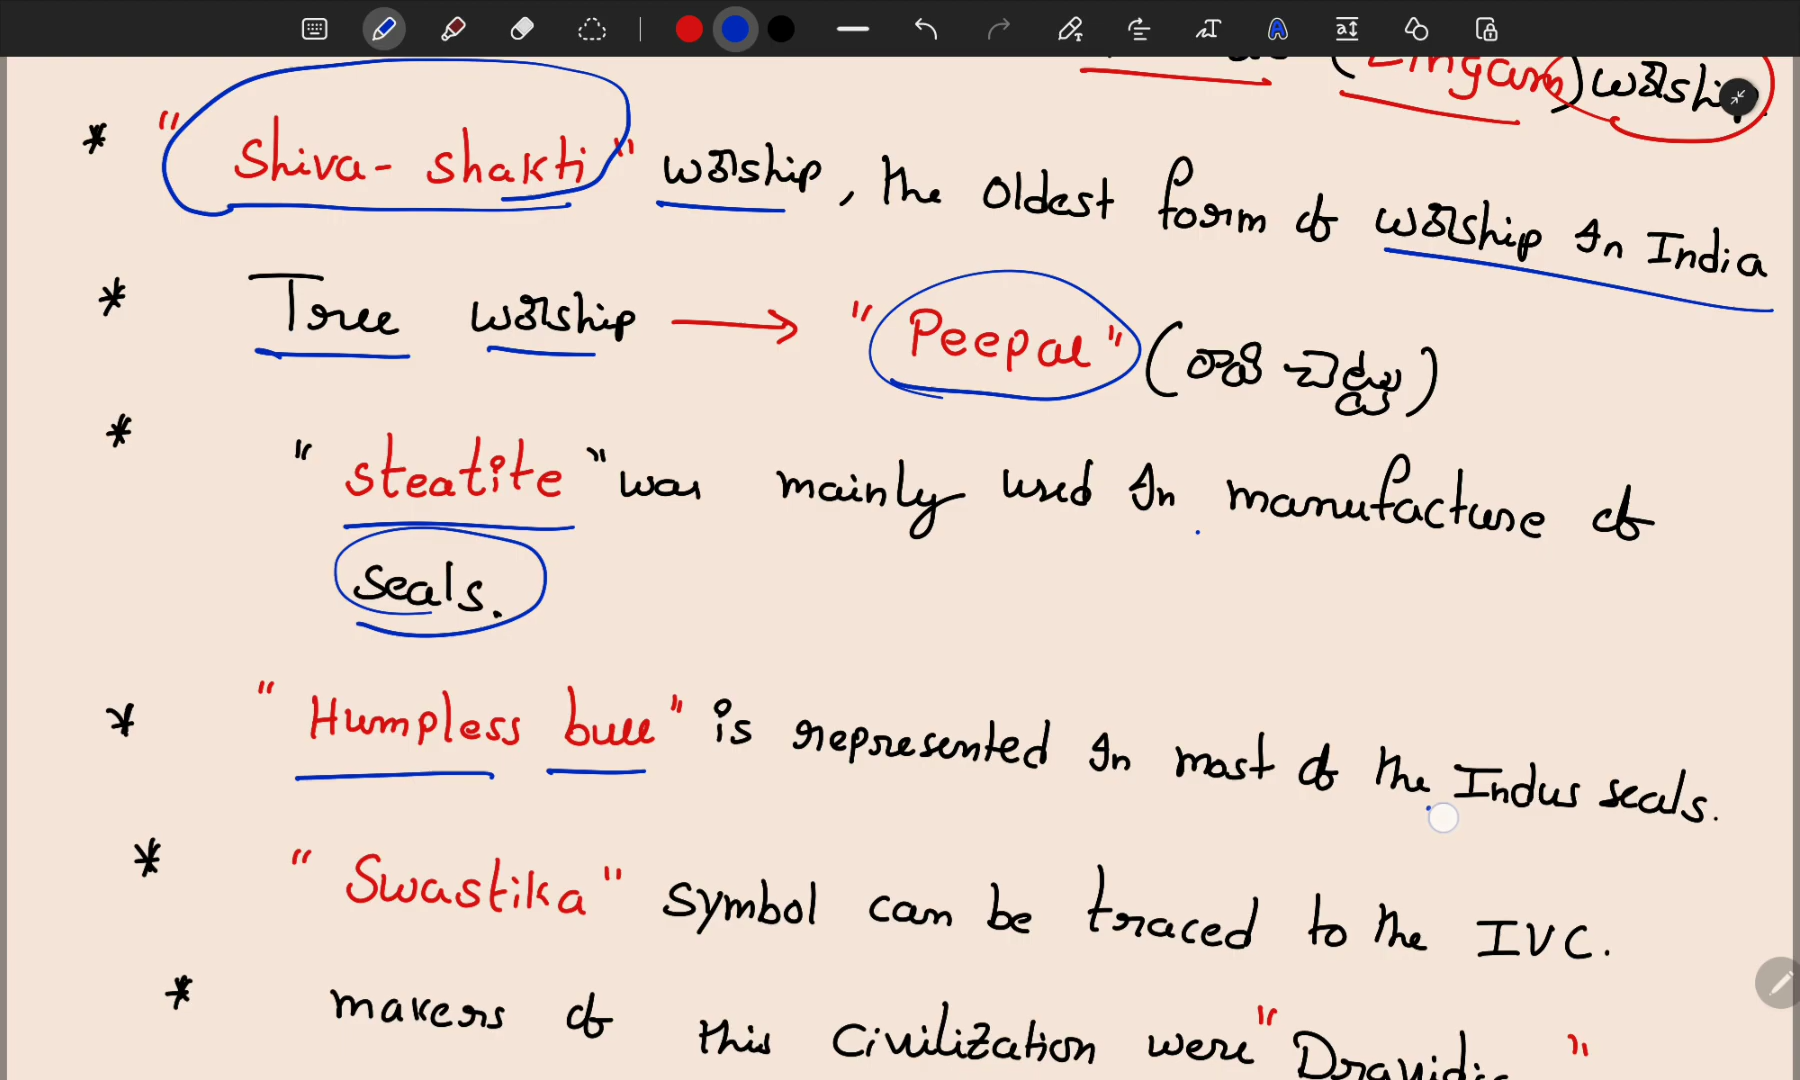 (Lingam) worship
* "Shiva-shakti" worship, the oldest form of worship in India
* Tree worship → "Peepal" (
* "steatite" was mainly used in manufacture of
seals.
* "Humpless bull" is represented in most of the Indus seals.
* "Swastika" symbol can be traced to the IVC.
* makers of this civilization were "Dravidi